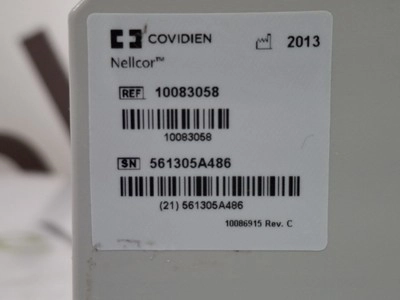 COVIDIEN
2013
Nellcor™
REF 10083058
10083058
SN 561305A486
(21) 561305A486
10086915 Rev. C